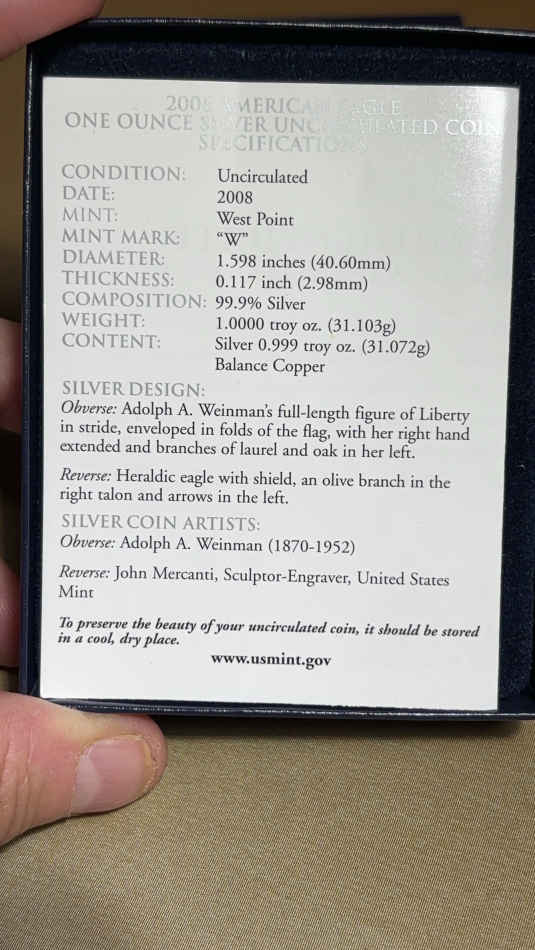 2008 AMERICAN EAGLE
ONE OUNCE SILVER UNCIRCULATED COIN
SPECIFICATIONS
CONDITION: Uncirculated
DATE: 2008
MINT: West Point
MINT MARK: “W”
DIAMETER: 1.598 inches (40.60mm)
THICKNESS: 0.117 inch (2.98mm)
COMPOSITION: 99.9% Silver
WEIGHT: 1.0000 troy oz. (31.103g)
CONTENT: Silver 0.999 troy oz. (31.072g)
Balance Copper
SILVER DESIGN:
Obverse: Adolph A. Weinman’s full-length figure of Liberty
in stride, enveloped in folds of the flag, with her right hand
extended and branches of laurel and oak in her left.
Reverse: Heraldic eagle with shield, an olive branch in the
right talon and arrows in the left.
SILVER COIN ARTISTS:
Obverse: Adolph A. Weinman (1870-1952)
Reverse: John Mercanti, Sculptor-Engraver, United States
Mint
To preserve the beauty of your uncirculated coin, it should be stored
in a cool, dry place.
www.usmint.gov